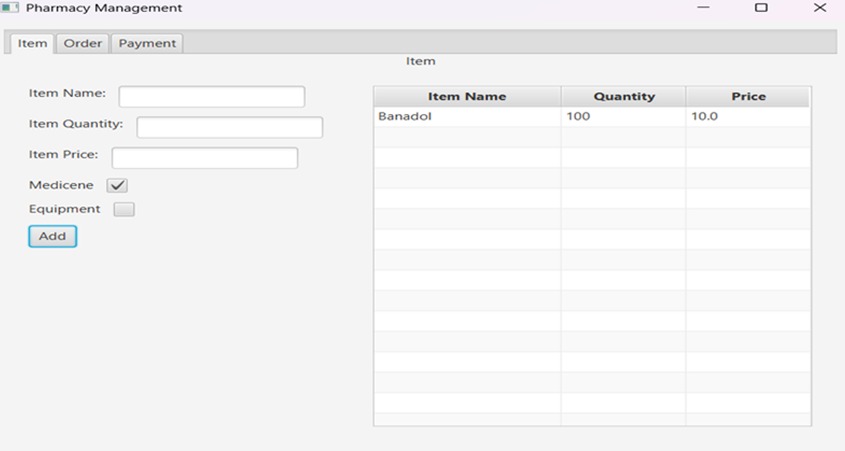 Pharmacy Management
Item Order Payment
Item
Item Name:
Item Quantity:
Item Price:
Medicene
Equipment
Add
Item Name Quantity Price
Banadol 100 10.0